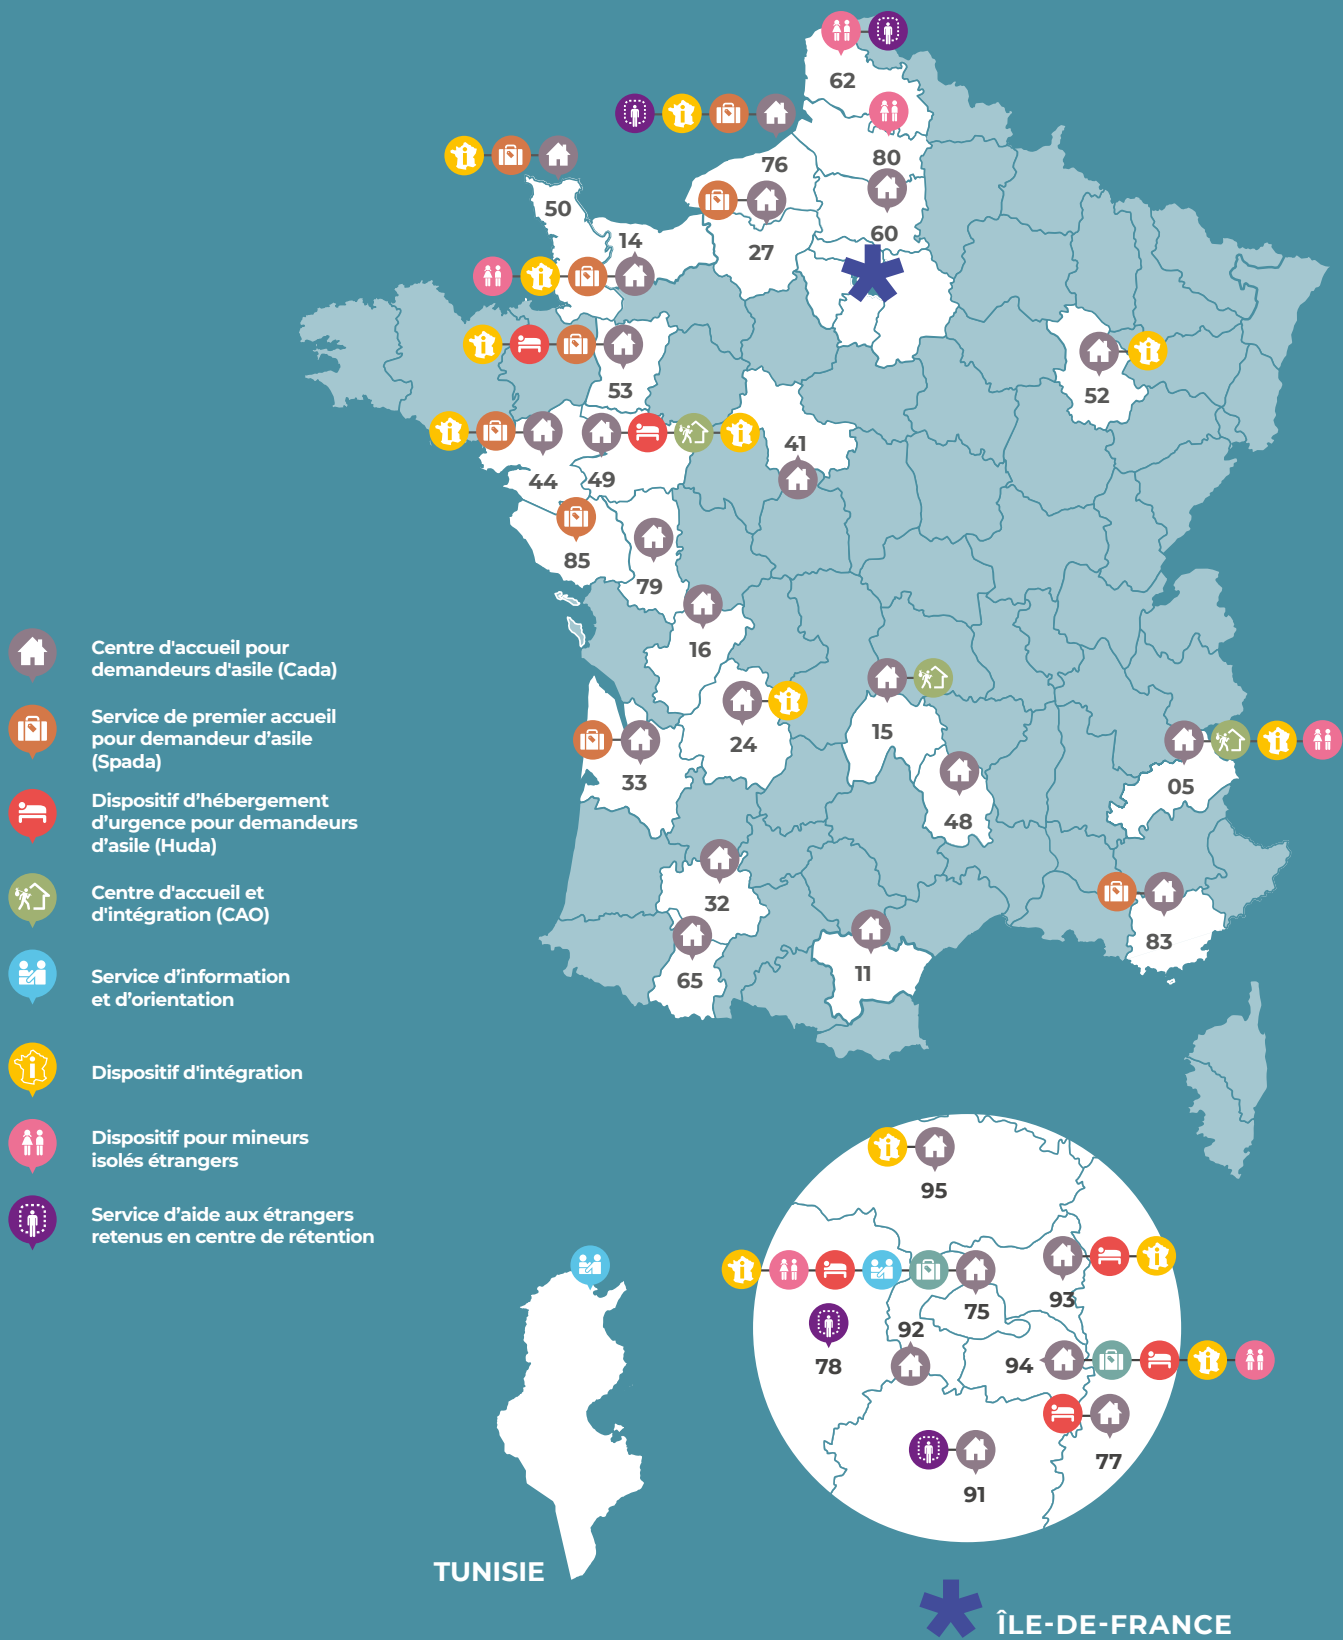 62
80
76
50
14
27
60
53
52
41
44
49
85
79
16
24
15
33
05
48
32
83
65
11
Centre d'accueil pour
demandeurs d'asile (Cada)
Service de premier accueil
pour demandeur d’asile
(Spada)
Dispositif d’hébergement
d’urgence pour demandeurs
d’asile (Huda)
Centre d'accueil et
d'intégration (CAO)
Service d’information
et d’orientation
Dispositif d'intégration
Dispositif pour mineurs
isolés étrangers
Service d’aide aux étrangers
retenus en centre de rétention
95
93
75
92
78
94
77
91
TUNISIE
ÎLE-DE-FRANCE